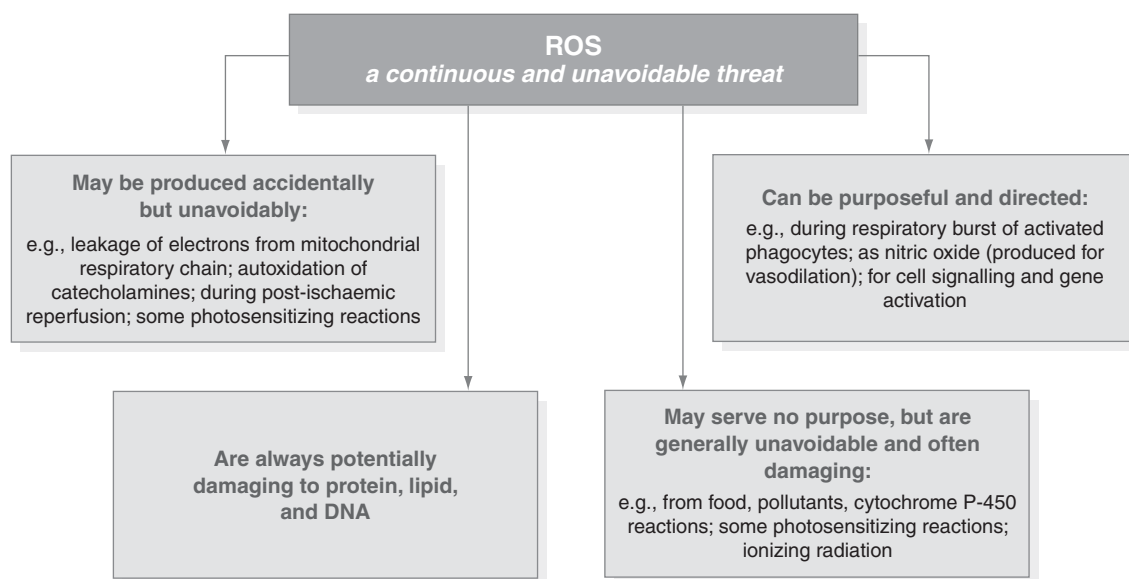 ROS
a continuous and unavoidable threat
May be produced accidentally
but unavoidably:
e.g., leakage of electrons from mitochondrial
respiratory chain; autoxidation of
catecholamines; during post-ischaemic
reperfusion; some photosensitizing reactions
Can be purposeful and directed:
e.g., during respiratory burst of activated
phagocytes; as nitric oxide (produced for
vasodilation); for cell signalling and gene
activation
Are always potentially
damaging to protein, lipid,
and DNA
May serve no purpose, but are
generally unavoidable and often
damaging:
e.g., from food, pollutants, cytochrome P-450
reactions; some photosensitizing reactions;
ionizing radiation